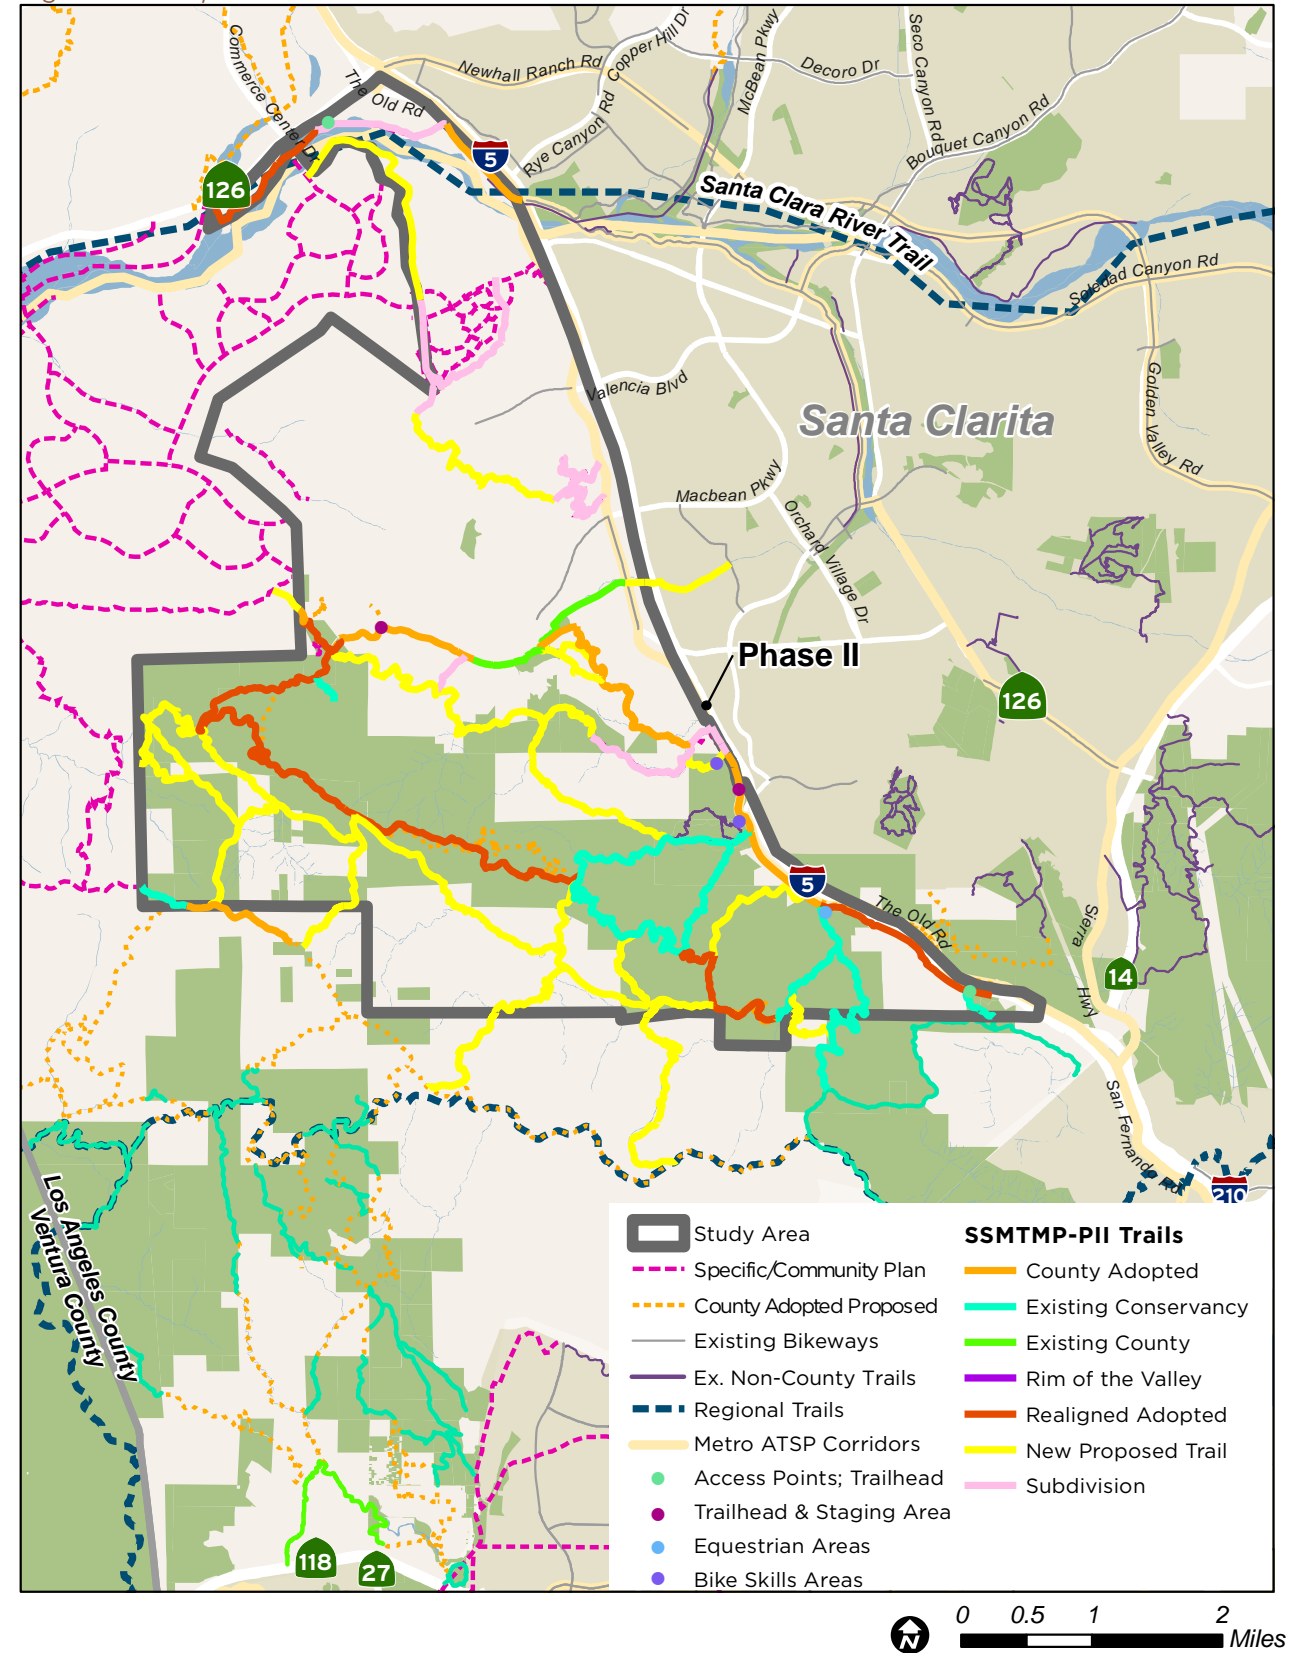 Commerce Center Dr
The Old Rd
Newhall Ranch Rd
Copper Hill Dr
McBean Pkwy
Decoro Dr
Seco Canyon Rd
Bouquet Canyon Rd
Rye Canyon Rd
5
126
Santa Clara River Trail
Soledad Canyon Rd
Golden Valley Rd
Valencia Blvd
Santa Clarita
Macbean Pkwy
Orchard Village Dr
Phase II
126
5
The Old Rd
Sierra
Hwy
14
San Fernando Rd
210
Los Angeles County
Ventura County
118
27
Study Area
Specific/Community Plan
County Adopted Proposed
Existing Bikeways
Ex. Non-County Trails
Regional Trails
Metro ATSP Corridors
Access Points; Trailhead
Trailhead & Staging Area
Equestrian Areas
Bike Skills Areas
SSMTMP-PII Trails
County Adopted
Existing Conservancy
Existing County
Rim of the Valley
Realigned Adopted
New Proposed Trail
Subdivision
N
0 0.5 1 2
Miles